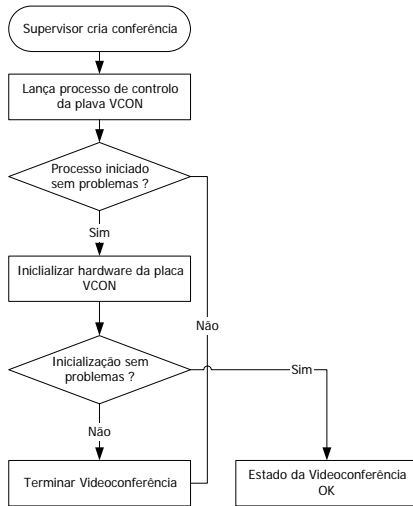 Supervisor cria conferência
Lança processo de controlo
da plava VCON
Processo iniciado
sem problemas ?
Sim
Iniclializar hardware da placa
VCON
Não
Inicialização sem
problemas ?
Sim
Não
Terminar Videoconferência
Estado da Videoconferência
OK